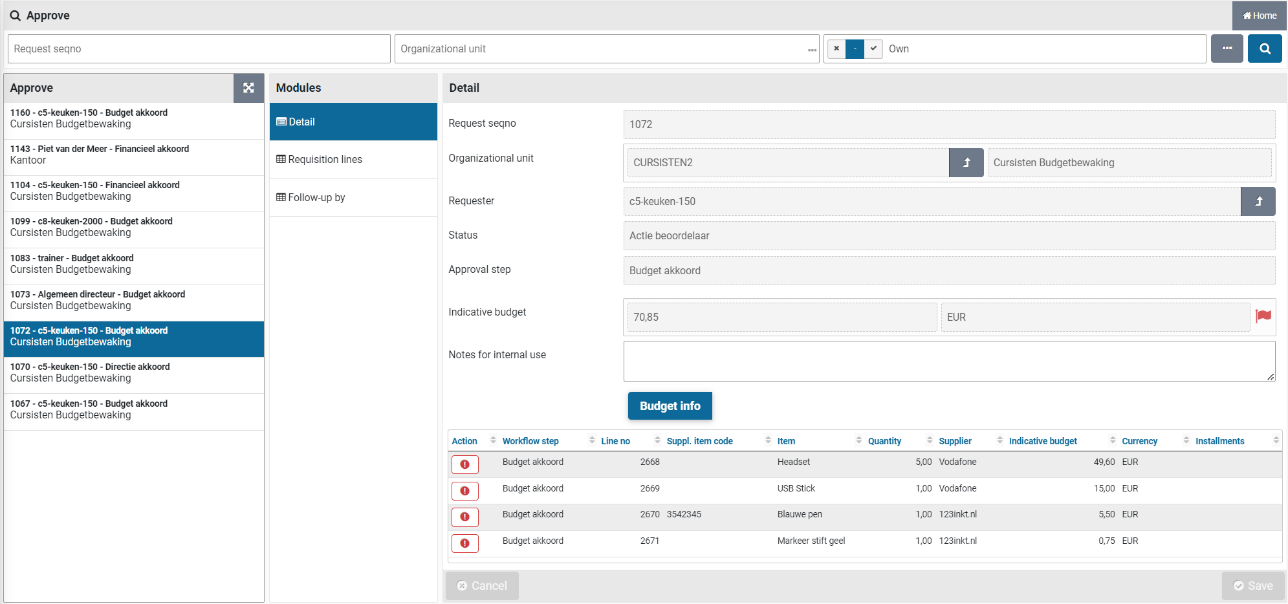 Approve
Home
Request seqno
Organizational unit
...
-
Own
...
Approve
1160 - c5-keuken-150 - Budget akkoord
Cursisten Budgetbewaking
1143 - Piet van der Meer - Financieel akkoord
Kantoor
1104 - c5-keuken-150 - Financieel akkoord
Cursisten Budgetbewaking
1099 - c8-keuken-2000 - Budget akkoord
Cursisten Budgetbewaking
1083 - trainer - Budget akkoord
Cursisten Budgetbewaking
1073 - Algemeen directeur - Budget akkoord
Cursisten Budgetbewaking
1072 - c5-keuken-150 - Budget akkoord
Cursisten Budgetbewaking
1070 - c5-keuken-150 - Directie akkoord
Cursisten Budgetbewaking
1067 - c5-keuken-150 - Budget akkoord
Cursisten Budgetbewaking
Modules
Detail
Requisition lines
Follow-up by
Detail
Request seqno 1072
Organizational unit CURSISTEN2 Cursisten Budgetbewaking
Requester c5-keuken-150
Status Actie beoordelaar
Approval step Budget akkoord
Indicative budget 70,85 EUR
Notes for internal use
Budget info
Action Workflow step Line no Suppl. item code Item Quantity Supplier Indicative budget Currency Installments
Budget akkoord 2668 Headset 5,00 Vodafone 49,60 EUR
Budget akkoord 2669 USB Stick 1,00 Vodafone 15,00 EUR
Budget akkoord 2670 3542345 Blauwe pen 1,00 123inkt.nl 5,50 EUR
Budget akkoord 2671 Markeer stift geel 1,00 123inkt.nl 0,75 EUR
Cancel
Save